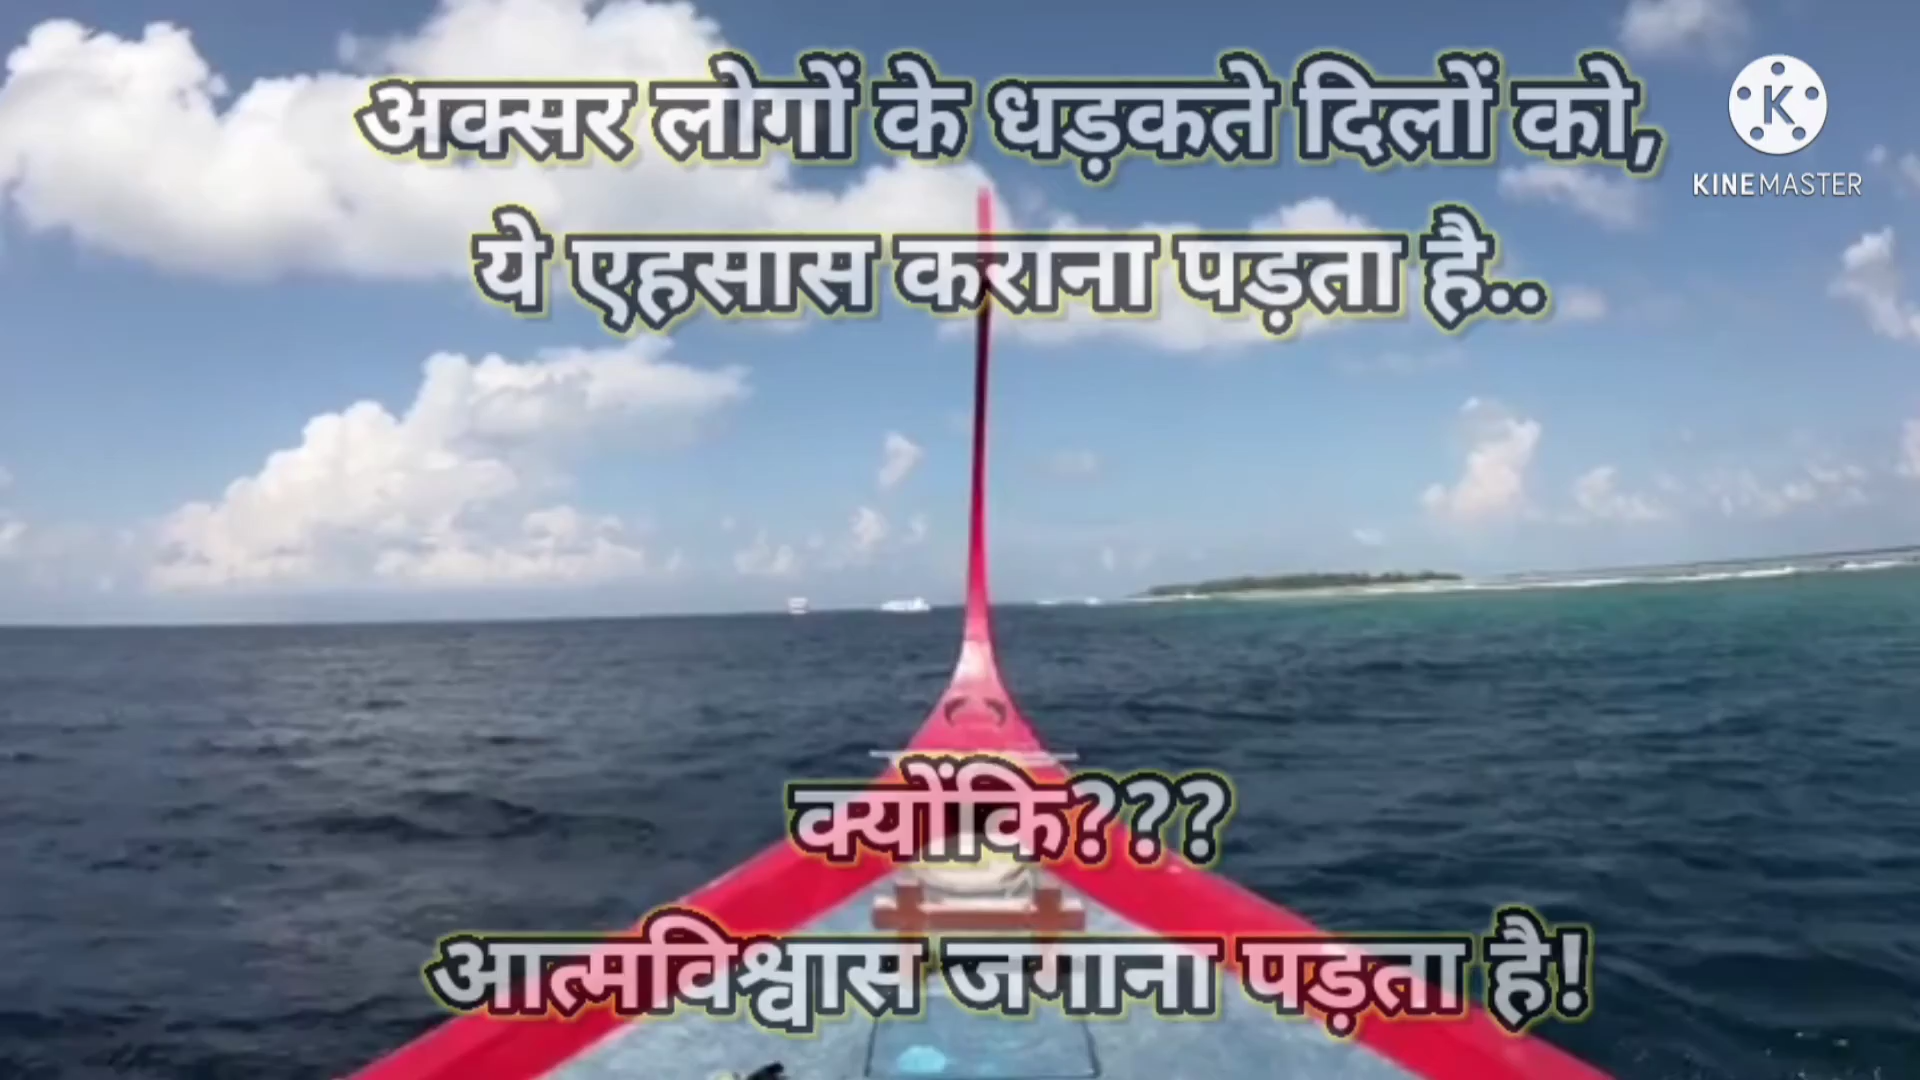 अक्सर लोगों के धड़कते दिलों को,
KINEMASTER
ये एहसास कराना पड़ता है..
क्योंकि???
आत्मविश्वास जगाना पड़ता है!